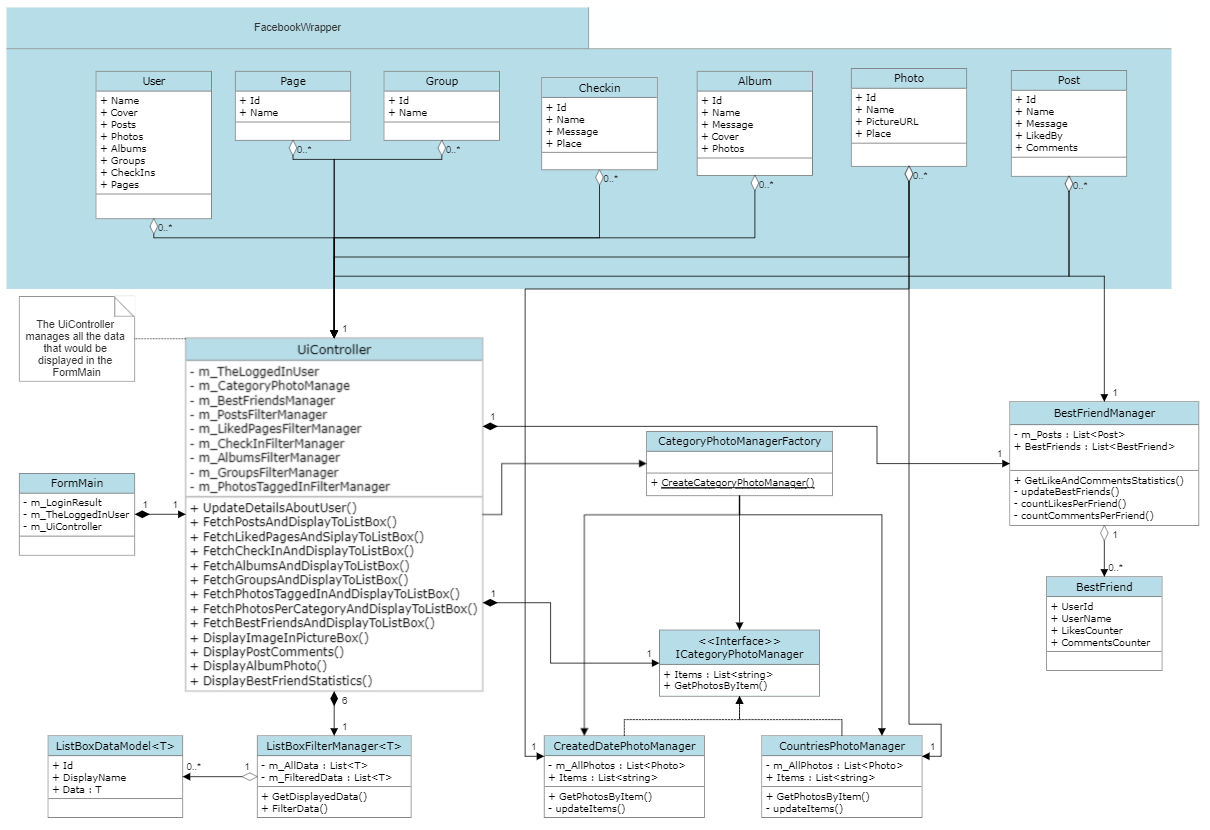 FacebookWrapper
User
+ Name
+ Cover
+ Posts
+ Photos
+ Albums
+ Groups
+ CheckIns
+ Pages
0..*
Page
+ Id
+ Name
0..*
Group
+ Id
+ Name
0..*
Checkin
+ Id
+ Name
+ Message
+ Place
0..*
Album
+ Id
+ Name
+ Message
+ Cover
+ Photos
0..*
Photo
+ Id
+ Name
+ PictureURL
+ Place
0..*
Post
+ Id
+ Name
+ Message
+ LikedBy
+ Comments
0..*
The UiController
manages all the data
that would be
displayed in the
FormMain
1
UiController
- m_TheLoggedInUser
- m_CategoryPhotoManage
- m_BestFriendsManager
- m_PostsFilterManager
- m_LikedPagesFilterManager
- m_CheckInFilterManager
- m_AlbumsFilterManager
- m_GroupsFilterManager
- m_PhotosTaggedInFilterManager
+ UpdateDetailsAboutUser()
+ FetchPostsAndDisplayToListBox()
+ FetchLikedPagesAndSiplayToListBox()
+ FetchCheckInAndDisplayToListBox()
+ FetchAlbumsAndDisplayToListBox()
+ FetchGroupsAndDisplayToListBox()
+ FetchPhotosTaggedInAndDisplayToListBox()
+ FetchPhotosPerCategoryAndDisplayToListBox()
+ FetchBestFriendsAndDisplayToListBox()
+ DisplayImageInPictureBox()
+ DisplayPostComments()
+ DisplayAlbumPhoto()
+ DisplayBestFriendStatistics()
FormMain
- m_LoginResult
- m_TheLoggedInUser
- m_UiController
1
1
1
1
CategoryPhotoManagerFactory
+ CreateCategoryPhotoManager()
1
BestFriendManager
- m_Posts : List<Post>
+ BestFriends : List<BestFriend>
+ GetLikeAndCommentsStatistics()
- updateBestFriends()
- countLikesPerFriend()
- countCommentsPerFriend()
1
0..*
BestFriend
+ UserId
+ UserName
+ LikesCounter
+ CommentsCounter
1
1
<<Interface>>
ICategoryPhotoManager
+ Items : List<string>
+ GetPhotosByItem()
6
1
ListBoxDataModel<T>
+ Id
+ DisplayName
+ Data : T
0..*
1
ListBoxFilterManager<T>
- m_AllData : List<T>
- m_FilteredData : List<T>
+ GetDisplayedData()
+ FilterData()
1
CreatedDatePhotoManager
- m_AllPhotos : List<Photo>
+ Items : List<string>
+ GetPhotosByItem()
- updateItems()
CountriesPhotoManager
- m_AllPhotos : List<Photo>
+ Items : List<string>
+ GetPhotosByItem()
- updateItems()
1